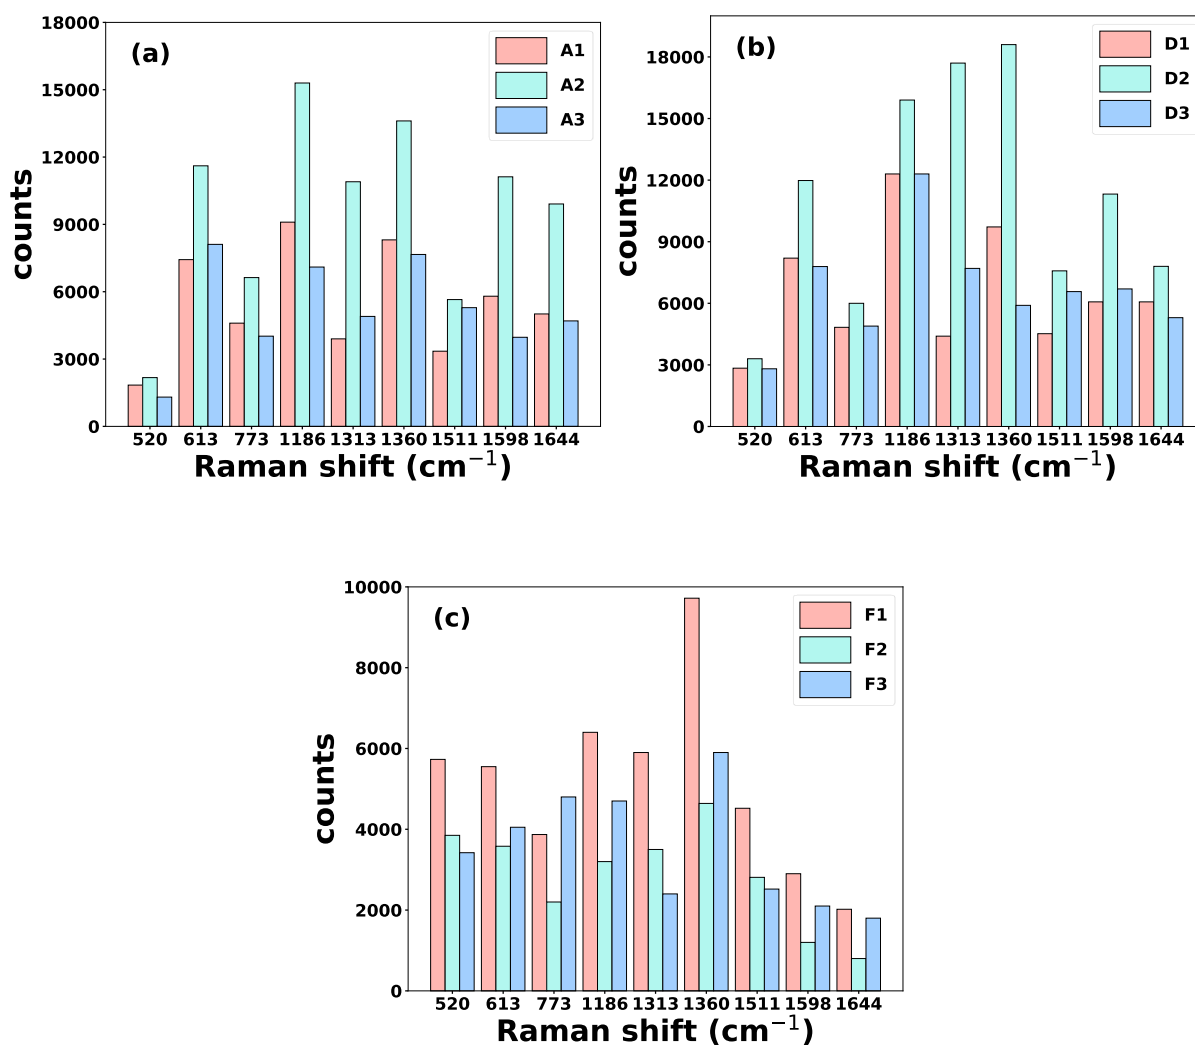 (a)
A1
A2
A3
18000
15000
12000
9000
6000
3000
0
counts
520 613 773 1186 1313 1360 1511 1598 1644
Raman shift (cm⁻¹)
(b)
D1
D2
D3
18000
15000
12000
9000
6000
3000
0
counts
520 613 773 1186 1313 1360 1511 1598 1644
Raman shift (cm⁻¹)
(c)
F1
F2
F3
10000
8000
6000
4000
2000
0
counts
520 613 773 1186 1313 1360 1511 1598 1644
Raman shift (cm⁻¹)